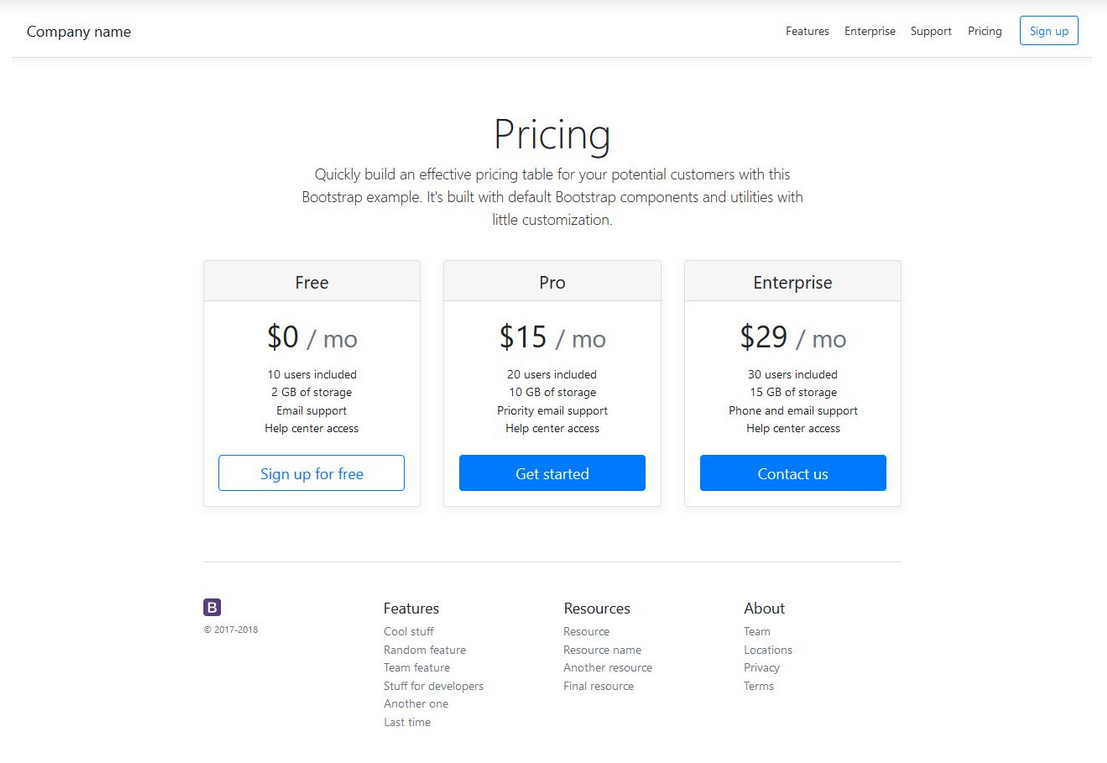 Company name
Features Enterprise Support Pricing Sign up
Pricing
Quickly build an effective pricing table for your potential customers with this
Bootstrap example. It's built with default Bootstrap components and utilities with
little customization.
Free
$0 / mo
10 users included
2 GB of storage
Email support
Help center access
Sign up for free
Pro
$15 / mo
20 users included
10 GB of storage
Priority email support
Help center access
Get started
Enterprise
$29 / mo
30 users included
15 GB of storage
Phone and email support
Help center access
Contact us
B
© 2017-2018
Features
Cool stuff
Random feature
Team feature
Stuff for developers
Another one
Last time
Resources
Resource
Resource name
Another resource
Final resource
About
Team
Locations
Privacy
Terms